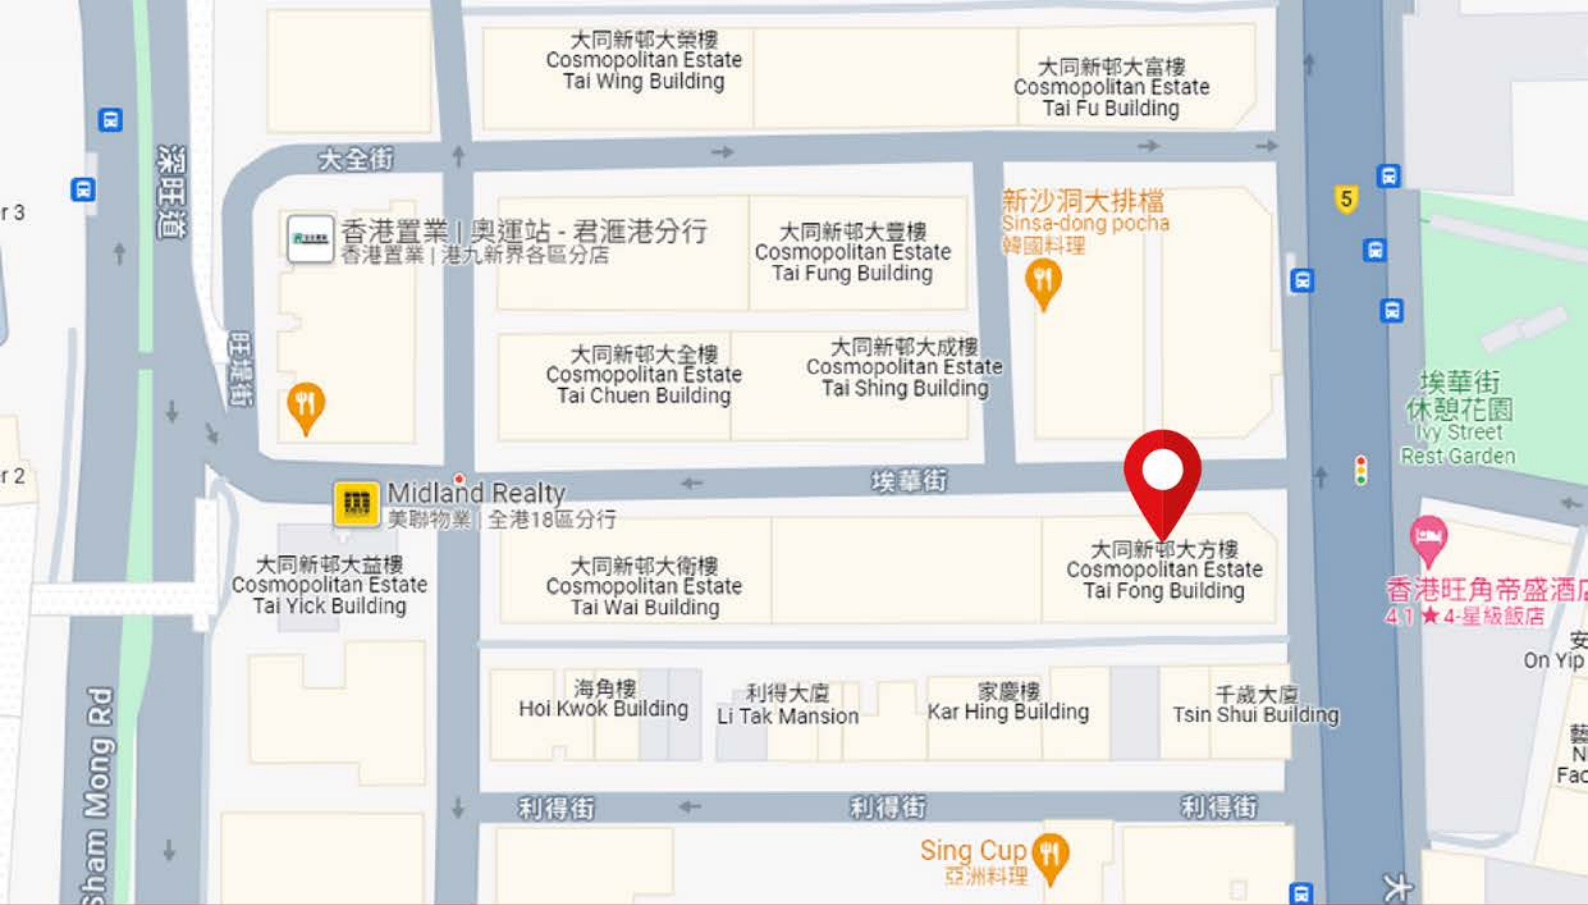 大同新邨大榮樓
Cosmopolitan Estate
Tai Wing Building
大同新邨大富樓
Cosmopolitan Estate
Tai Fu Building
深旺道
大全街
r 3
香港置業 | 奧運站 - 君滙港分行
香港置業 | 港九新界各區分店
大同新邨大豐樓
Cosmopolitan Estate
Tai Fung Building
新沙洞大排檔
Sinsa-dong pocha
韓國料理
5
旺堤街
大同新邨大全樓
Cosmopolitan Estate
Tai Chuen Building
大同新邨大成樓
Cosmopolitan Estate
Tai Shing Building
埃華街
休憩花園
Ivy Street
Rest Garden
r 2
Midland Realty
美聯物業 | 全港18區分行
埃華街
大同新邨大益樓
Cosmopolitan Estate
Tai Yick Building
大同新邨大衛樓
Cosmopolitan Estate
Tai Wai Building
大同新邨大方樓
Cosmopolitan Estate
Tai Fong Building
香港旺角帝盛酒店
4.1 ★ 4-星級飯店
安
On Yip
海角樓
Hoi Kwok Building
利得大廈
Li Tak Mansion
家慶樓
Kar Hing Building
千歲大廈
Tsin Shui Building
藝
N
Fac
Sham Mong Rd
利得街
利得街
利得街
Sing Cup
亞洲料理
大